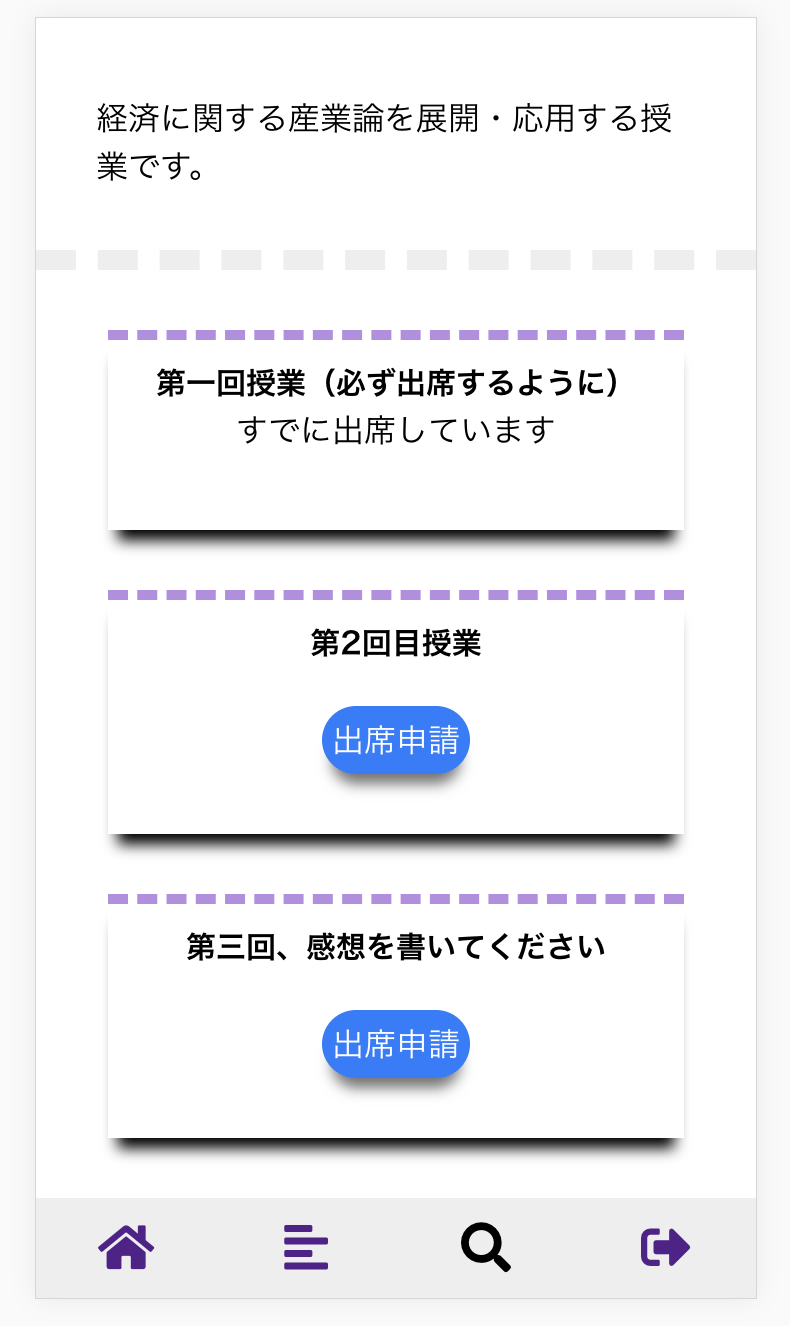 経済に関する産業論を展開・応用する授
業です。
第一回授業（必ず出席するように）
すでに出席しています
第2回目授業
出席申請
第三回、感想を書いてください
出席申請